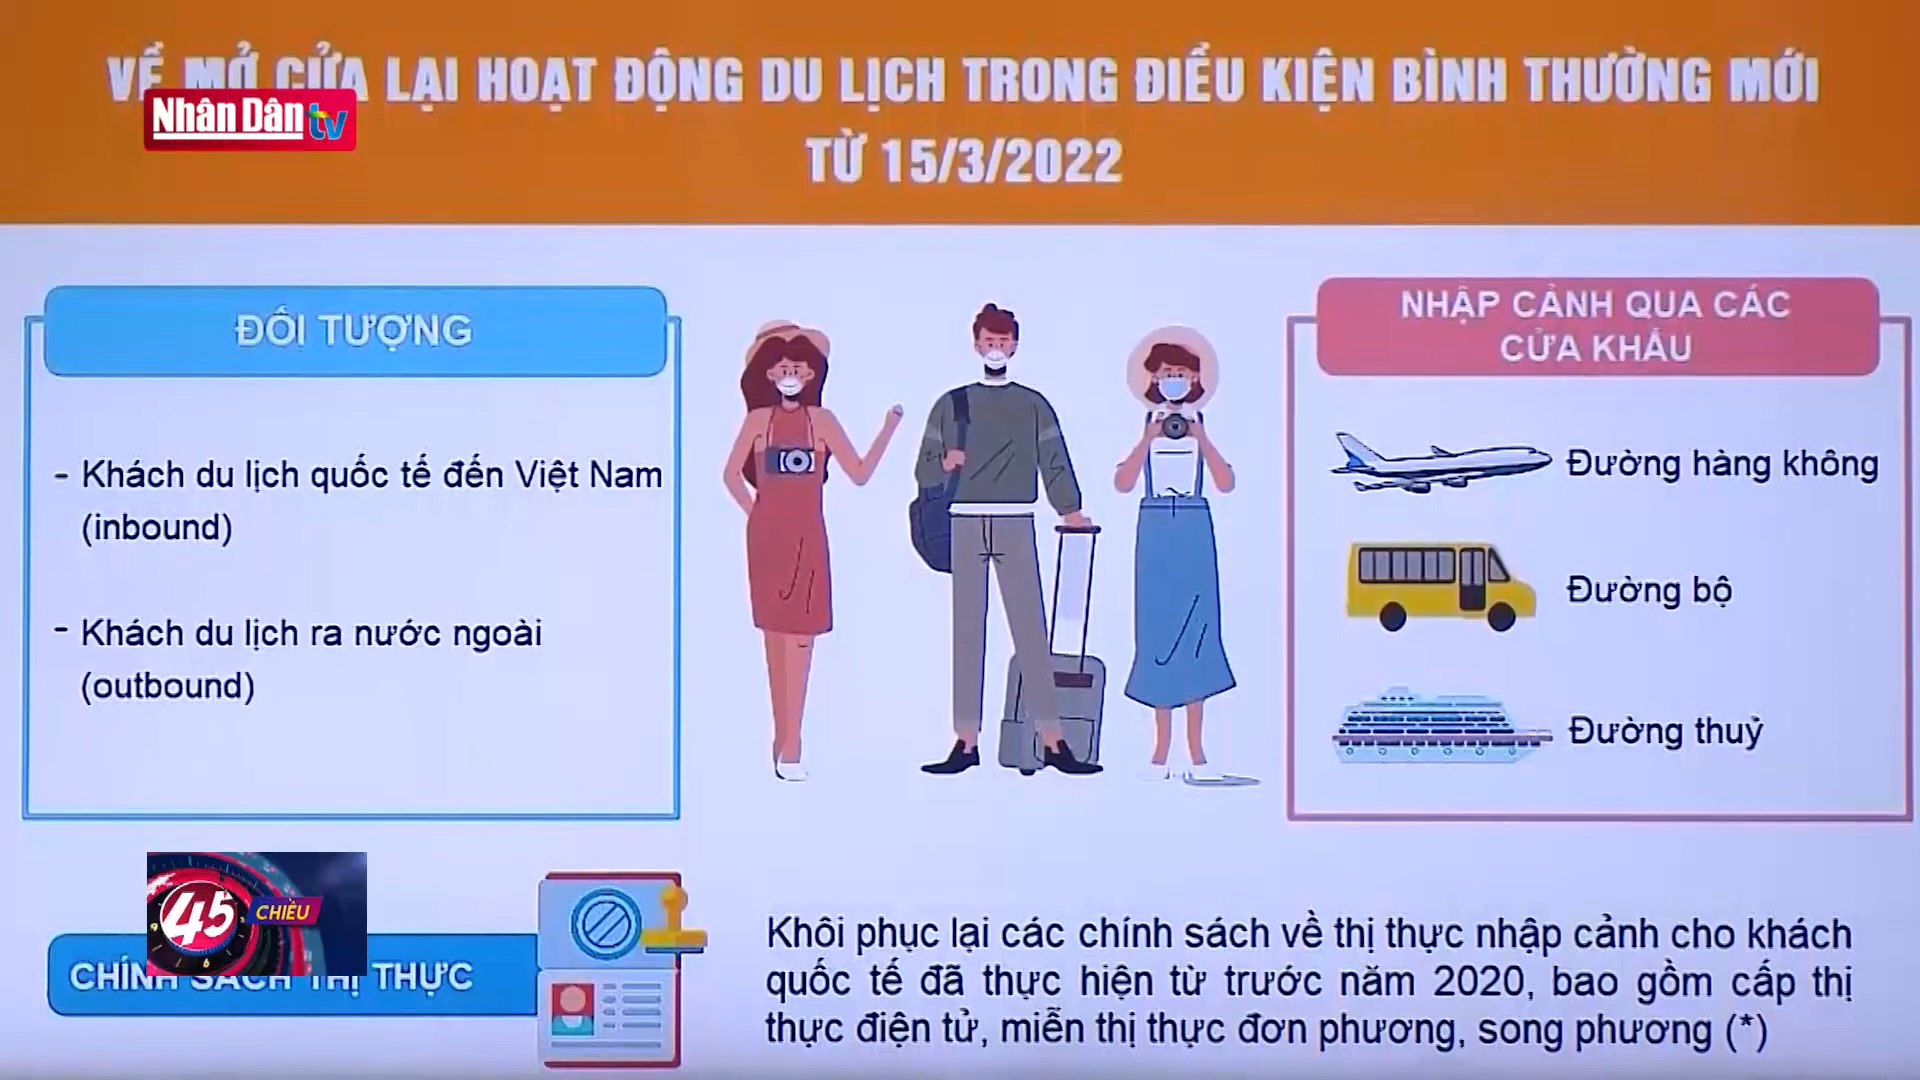 VỀ MỞ CỬA LẠI HOẠT ĐỘNG DU LỊCH TRONG ĐIỀU KIỆN BÌNH THƯỜNG MỚI
Nhân Dân tv
TỪ 15/3/2022
ĐỐI TƯỢNG
- Khách du lịch quốc tế đến Việt Nam
(inbound)
- Khách du lịch ra nước ngoài
(outbound)
NHẬP CẢNH QUA CÁC
CỬA KHẨU
Đường hàng không
Đường bộ
Đường thuỷ
45 CHIỀU
6
CHÍNH SÁCH THỊ THỰC
Khôi phục lại các chính sách về thị thực nhập cảnh cho khách
quốc tế đã thực hiện từ trước năm 2020, bao gồm cấp thị
thực điện tử, miễn thị thực đơn phương, song phương (*)